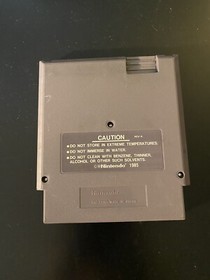 CAUTION
•DO NOT STORE IN EXTREME TEMPERATURES.
•DO NOT IMMERSE IN WATER.
•DO NOT CLEAN WITH BENZENE, THINNER,
ALCOHOL OR OTHER SUCH SOLVENTS.
©Nintendo® 1985